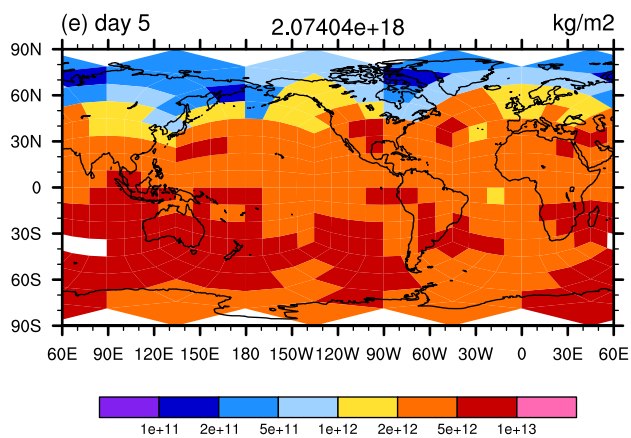 (e) day 5 2.07404e+18 kg/m2
90N
60N
30N
0
30S
60S
90S
60E 90E 120E 150E 180 150W 120W 90W 60W 30W 0 30E 60E
1e+11 2e+11 5e+11 1e+12 2e+12 5e+12 1e+13